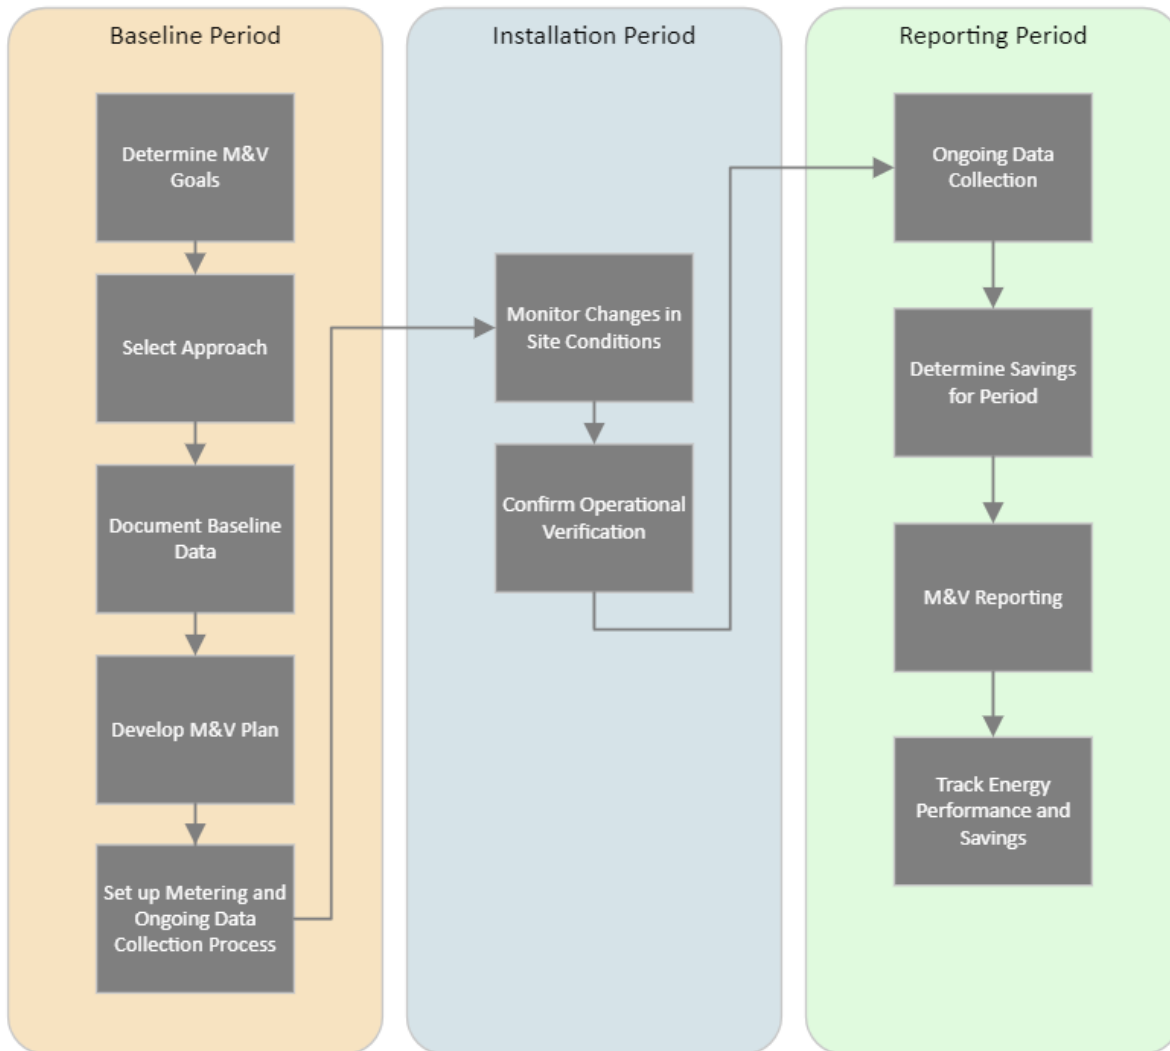 Baseline Period
Determine M&V
Goals
Select Approach
Document Baseline
Data
Develop M&V Plan
Set up Metering and
Ongoing Data
Collection Process
Installation Period
Monitor Changes in
Site Conditions
Confirm Operational
Verification
Reporting Period
Ongoing Data
Collection
Determine Savings
for Period
M&V Reporting
Track Energy
Performance and
Savings